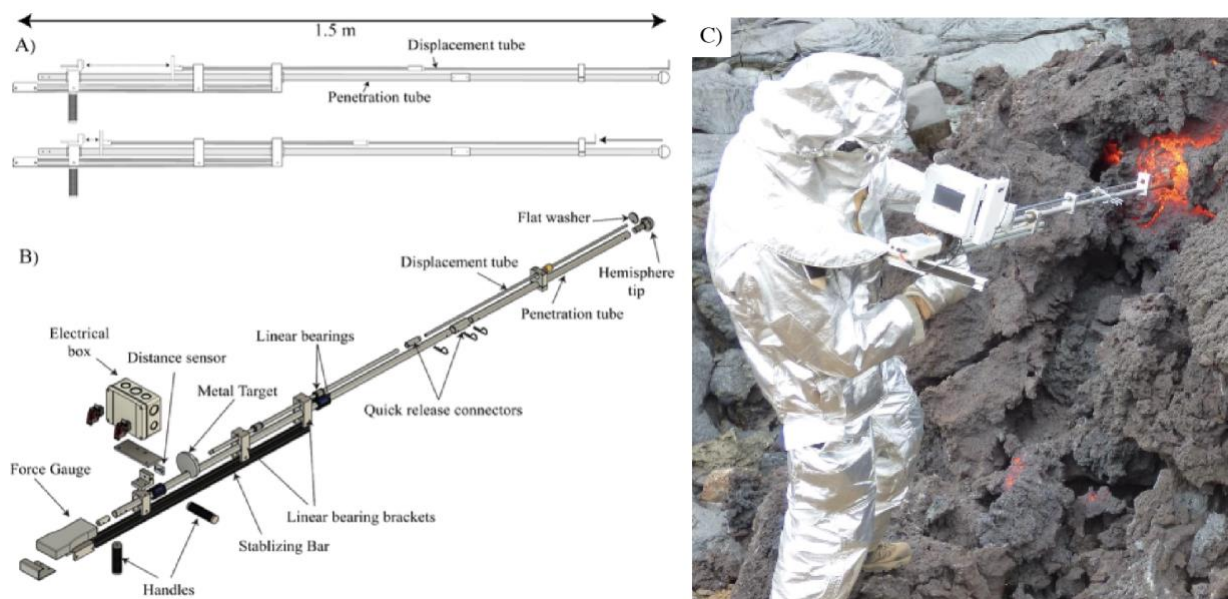 A)
1.5 m
Displacement tube
Penetration tube
B)
Flat washer
Displacement tube
Hemisphere
tip
Penetration tube
Electrical
box
Distance sensor
Linear bearings
Metal Target
Quick release connectors
Force Gauge
Linear bearing brackets
Stablizing Bar
Handles
C)